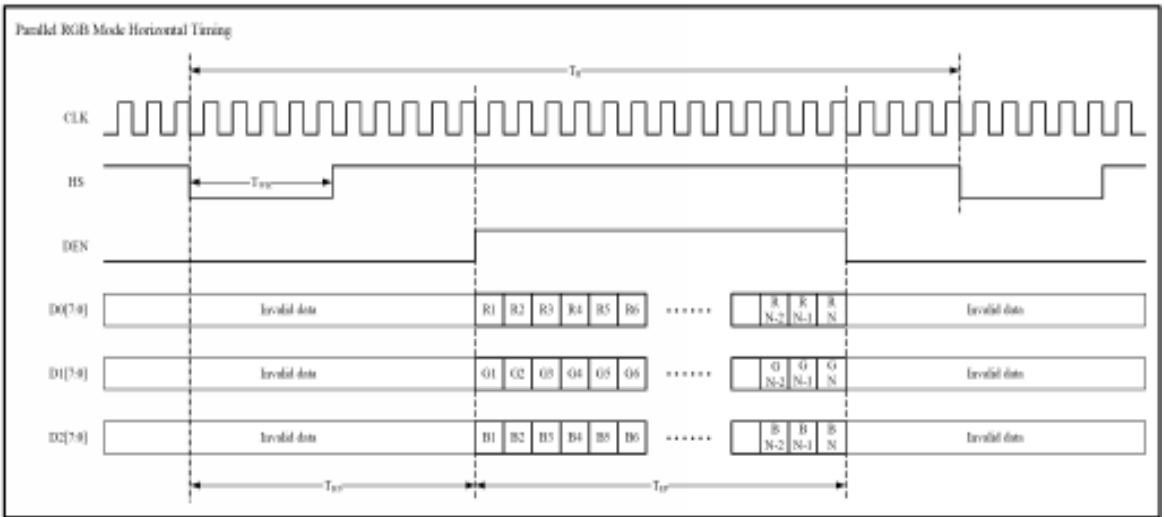 Parallel RGB Mode Horizontal Timing
CLK
HS
DEN
D0[7:0] Invalid data R1 R2 R3 R4 R5 R6 ...... R N-2 R N-1 R N Invalid data
D1[7:0] Invalid data G1 G2 G3 G4 G5 G6 ...... G N-2 G N-1 G N Invalid data
D2[7:0] Invalid data B1 B2 B3 B4 B5 B6 ...... B N-2 B N-1 B N Invalid data